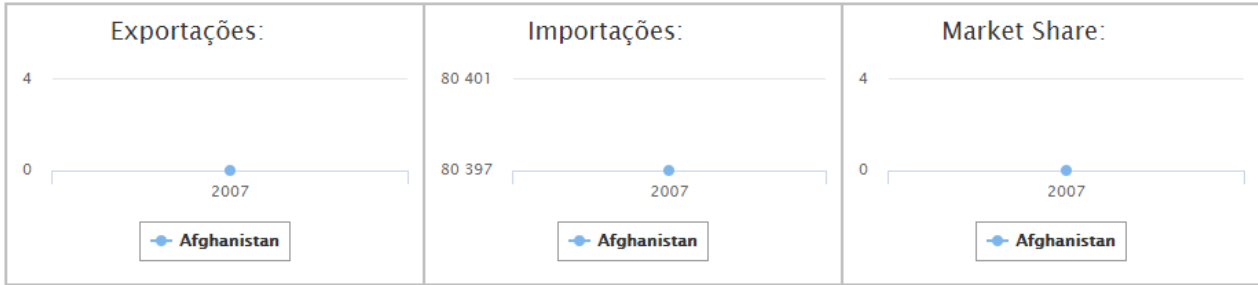 Exportações:
4
0
2007
Afghanistan
Importações:
80 401
80 397
2007
Afghanistan
Market Share:
4
0
2007
Afghanistan